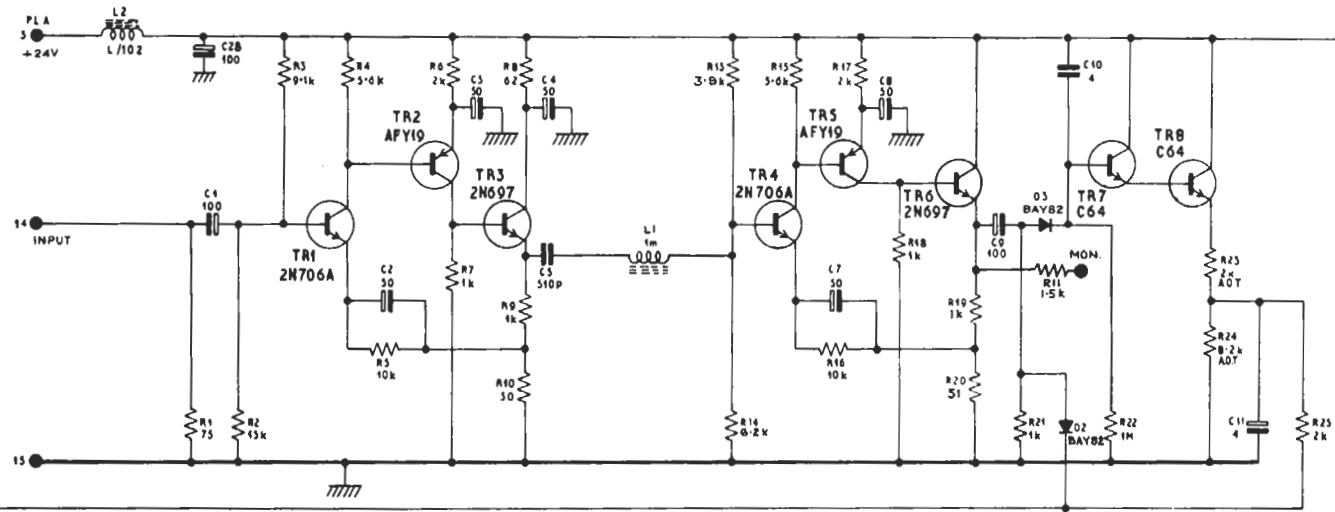 PLA
5
+24V
L2
L/102
C28
100
R3
9·1k
R4
5·6k
R6
2k
C3
50
R8
62
C4
50
TR2
AFY19
TR3
2N697
C1
100
14
INPUT
TR1
2N706A
C2
50
R5
10k
R7
1k
R9
1k
R10
50
C5
510p
L1
1m
R1
75
R2
15k
15
R13
3·9k
R15
5·6k
R17
2k
C8
50
TR5
AFY19
TR4
2N706A
TR6
2N697
C7
50
R16
10k
R18
1k
R19
1k
R20
51
R14
8·2k
C9
100
D3
BAY82
MON.
R11
1·5k
C10
4
TR7
C64
TR8
C64
R21
1k
D2
BAY82
R22
1M
R23
2k
A.O.T
R24
8·2k
A.O.T
C11
4
R25
2k